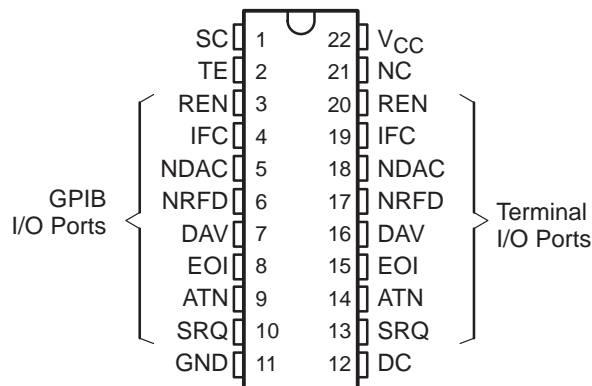 SC 1 22 VCC
TE 2 21 NC
REN 3 20 REN
IFC 4 19 IFC
NDAC 5 18 NDAC
NRFD 6 17 NRFD
DAV 7 16 DAV
EOI 8 15 EOI
ATN 9 14 ATN
SRQ 10 13 SRQ
GND 11 12 DC
GPIB
I/O Ports
Terminal
I/O Ports